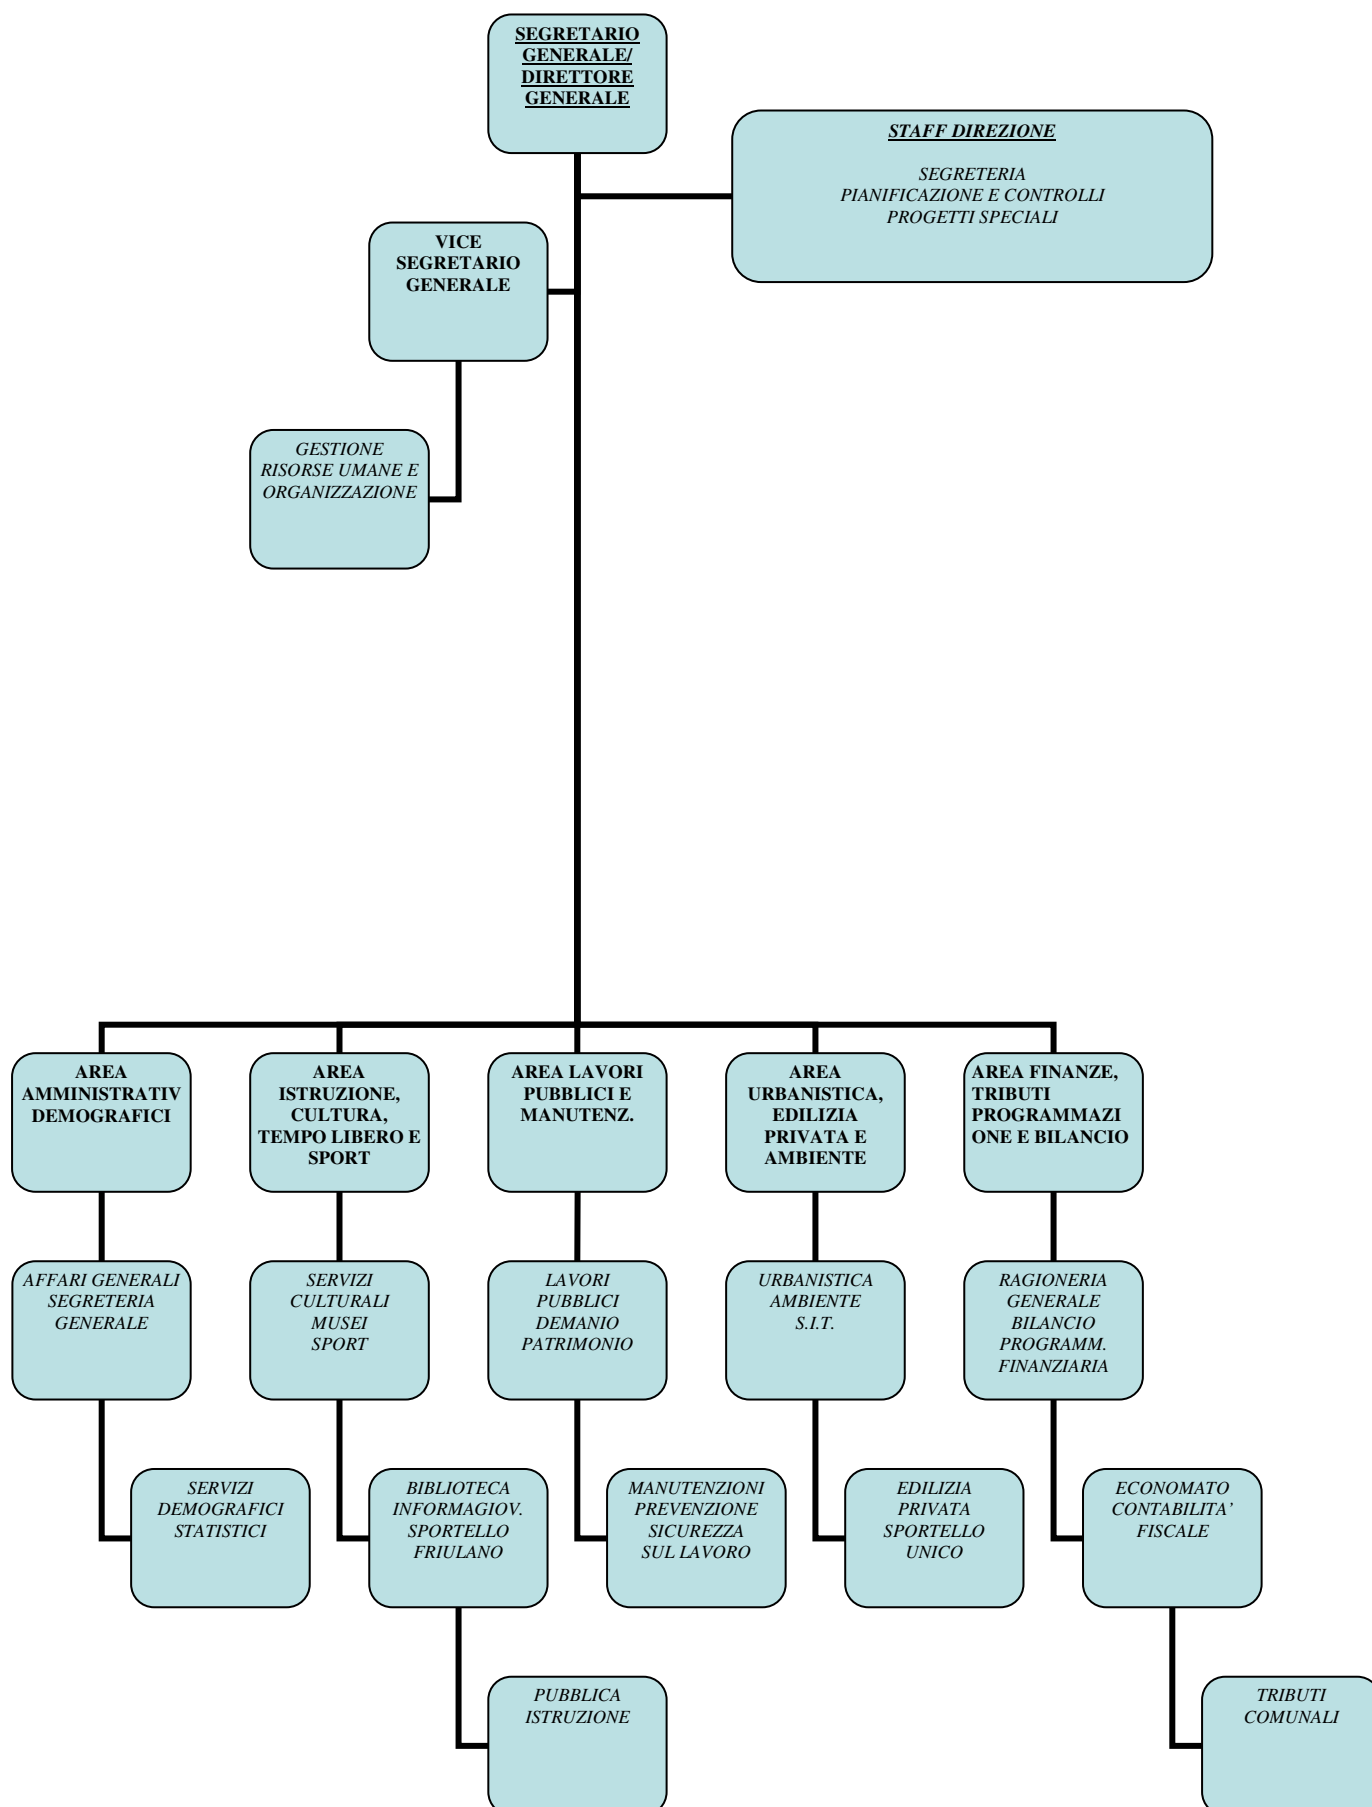 SEGRETARIO
GENERALE/
DIRETTORE
GENERALE
STAFF DIREZIONE
SEGRETERIA
PIANIFICAZIONE E CONTROLLI
PROGETTI SPECIALI
VICE
SEGRETARIO
GENERALE
GESTIONE
RISORSE UMANE E
ORGANIZZAZIONE
AREA
AMMINISTRATIV
DEMOGRAFICI
AREA
ISTRUZIONE,
CULTURA,
TEMPO LIBERO E
SPORT
AREA LAVORI
PUBBLICI E
MANUTENZ.
AREA
URBANISTICA,
EDILIZIA
PRIVATA E
AMBIENTE
AREA FINANZE,
TRIBUTI
PROGRAMMAZI
ONE E BILANCIO
AFFARI GENERALI
SEGRETERIA
GENERALE
SERVIZI
CULTURALI
MUSEI
SPORT
LAVORI
PUBBLICI
DEMANIO
PATRIMONIO
URBANISTICA
AMBIENTE
S.I.T.
RAGIONERIA
GENERALE
BILANCIO
PROGRAMM.
FINANZIARIA
SERVIZI
DEMOGRAFICI
STATISTICI
BIBLIOTECA
INFORMAGIOV.
SPORTELLO
FRIULANO
MANUTENZIONI
PREVENZIONE
SICUREZZA
SUL LAVORO
EDILIZIA
PRIVATA
SPORTELLO
UNICO
ECONOMATO
CONTABILITA’
FISCALE
PUBBLICA
ISTRUZIONE
TRIBUTI
COMUNALI